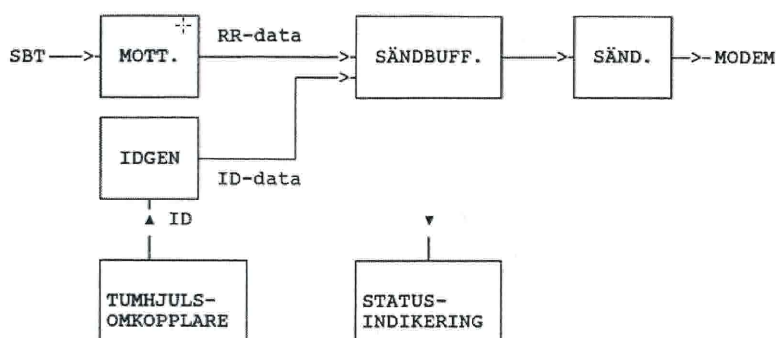 RR-data
SBT MOTT. SÄNDBUFF. SÄND. MODEM
IDGEN
ID-data
ID
TUMHJULS-
OMKOPPLARE
STATUS-
INDIKERING